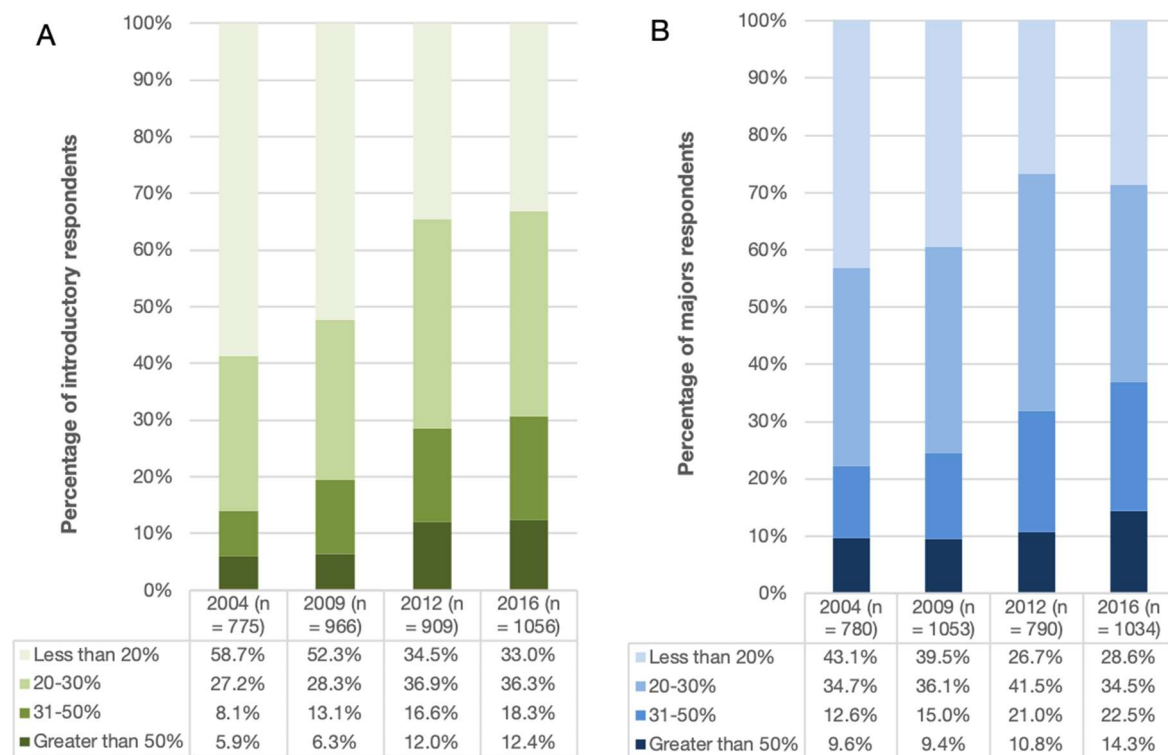 A
Percentage of introductory respondents
100%
90%
80%
70%
60%
50%
40%
30%
20%
10%
0%
2004 (n = 775) 2009 (n = 966) 2012 (n = 909) 2016 (n = 1056)
Less than 20% 58.7% 52.3% 34.5% 33.0%
20-30% 27.2% 28.3% 36.9% 36.3%
31-50% 8.1% 13.1% 16.6% 18.3%
Greater than 50% 5.9% 6.3% 12.0% 12.4%
B
Percentage of majors respondents
100%
90%
80%
70%
60%
50%
40%
30%
20%
10%
0%
2004 (n = 780) 2009 (n = 1053) 2012 (n = 790) 2016 (n = 1034)
Less than 20% 43.1% 39.5% 26.7% 28.6%
20-30% 34.7% 36.1% 41.5% 34.5%
31-50% 12.6% 15.0% 21.0% 22.5%
Greater than 50% 9.6% 9.4% 10.8% 14.3%